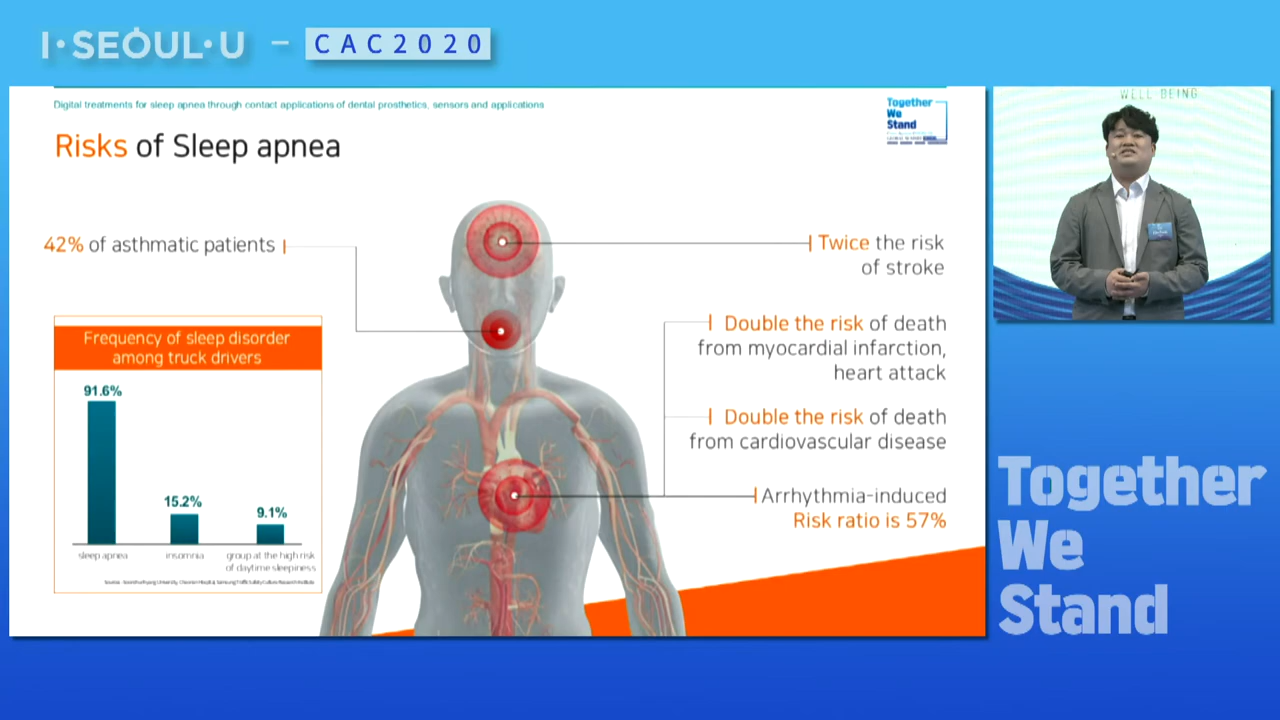 I·SEOUL·U – CAC2020
Digital treatments for sleep apnea through contact applications of dental prosthetics, sensors and applications
Together
We
Stand
Risks of Sleep apnea
WELL-BEING
42% of asthmatic patients
Twice the risk
of stroke
Frequency of sleep disorder
among truck drivers
91.6%
15.2%
9.1%
sleep apnea
insomnia
group at the high risk
of daytime sleepiness
Double the risk of death
from myocardial infarction,
heart attack
Double the risk of death
from cardiovascular disease
Arrhythmia-induced
Risk ratio is 57%
Together
We
Stand